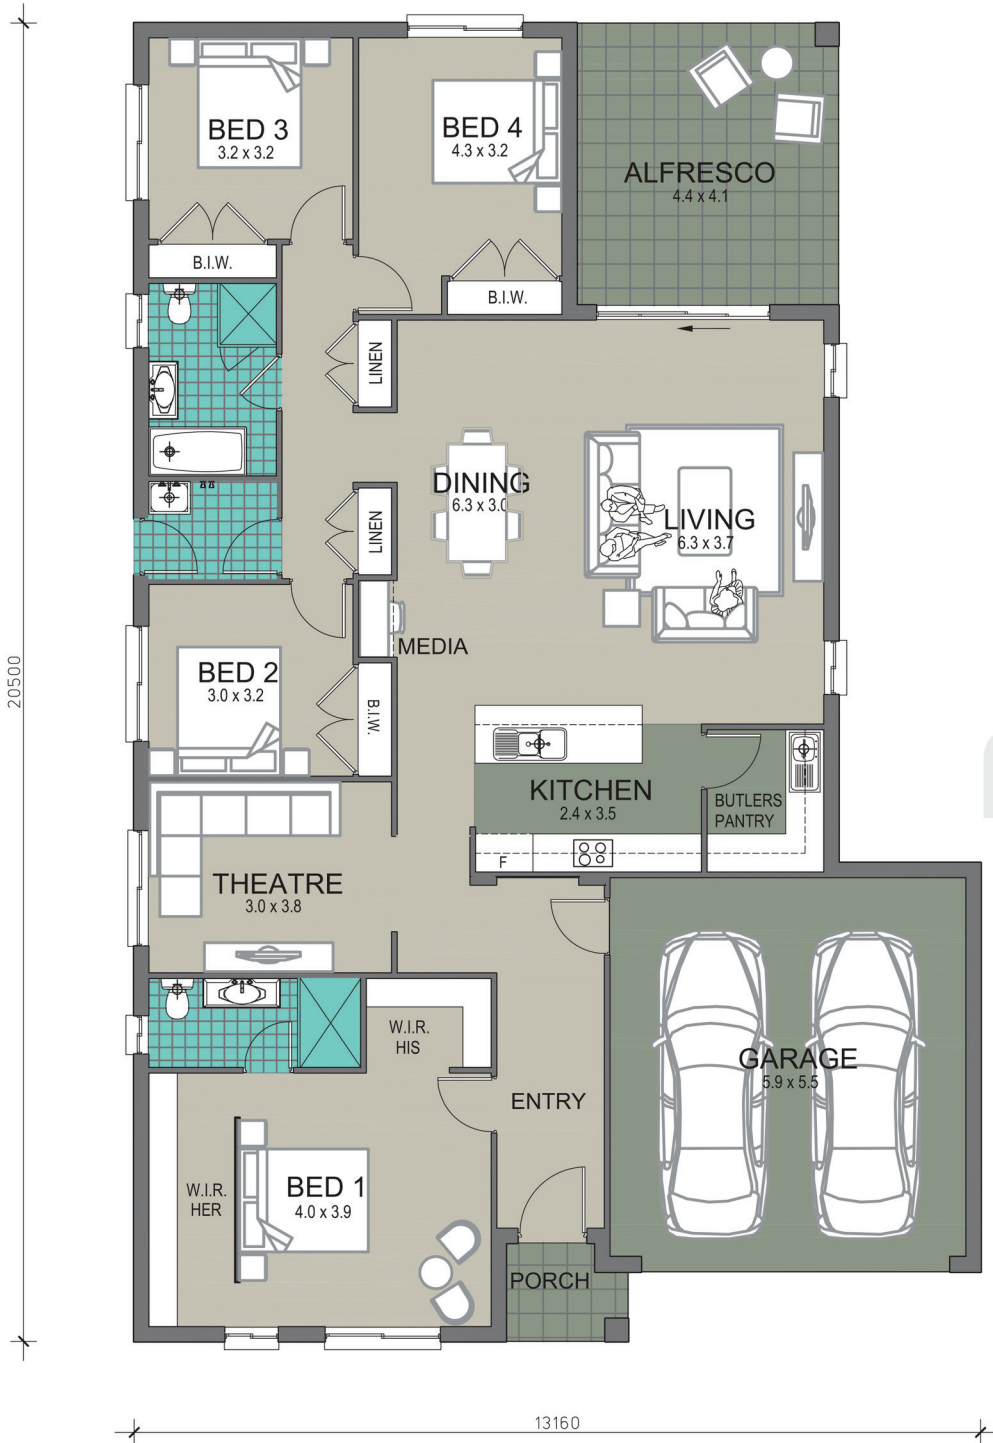 BED 3
3.2 x 3.2
BED 4
4.3 x 3.2
ALFRESCO
4.4 x 4.1
B.I.W.
B.I.W.
LINEN
DINING
6.3 x 3.0
LIVING
6.3 x 3.7
LINEN
MEDIA
BED 2
3.0 x 3.2
B.I.W.
20500
KITCHEN
2.4 x 3.5
BUTLERS
PANTRY
F
THEATRE
3.0 x 3.8
W.I.R.
HIS
GARAGE
5.9 x 5.5
ENTRY
W.I.R.
HER
BED 1
4.0 x 3.9
PORCH
13160